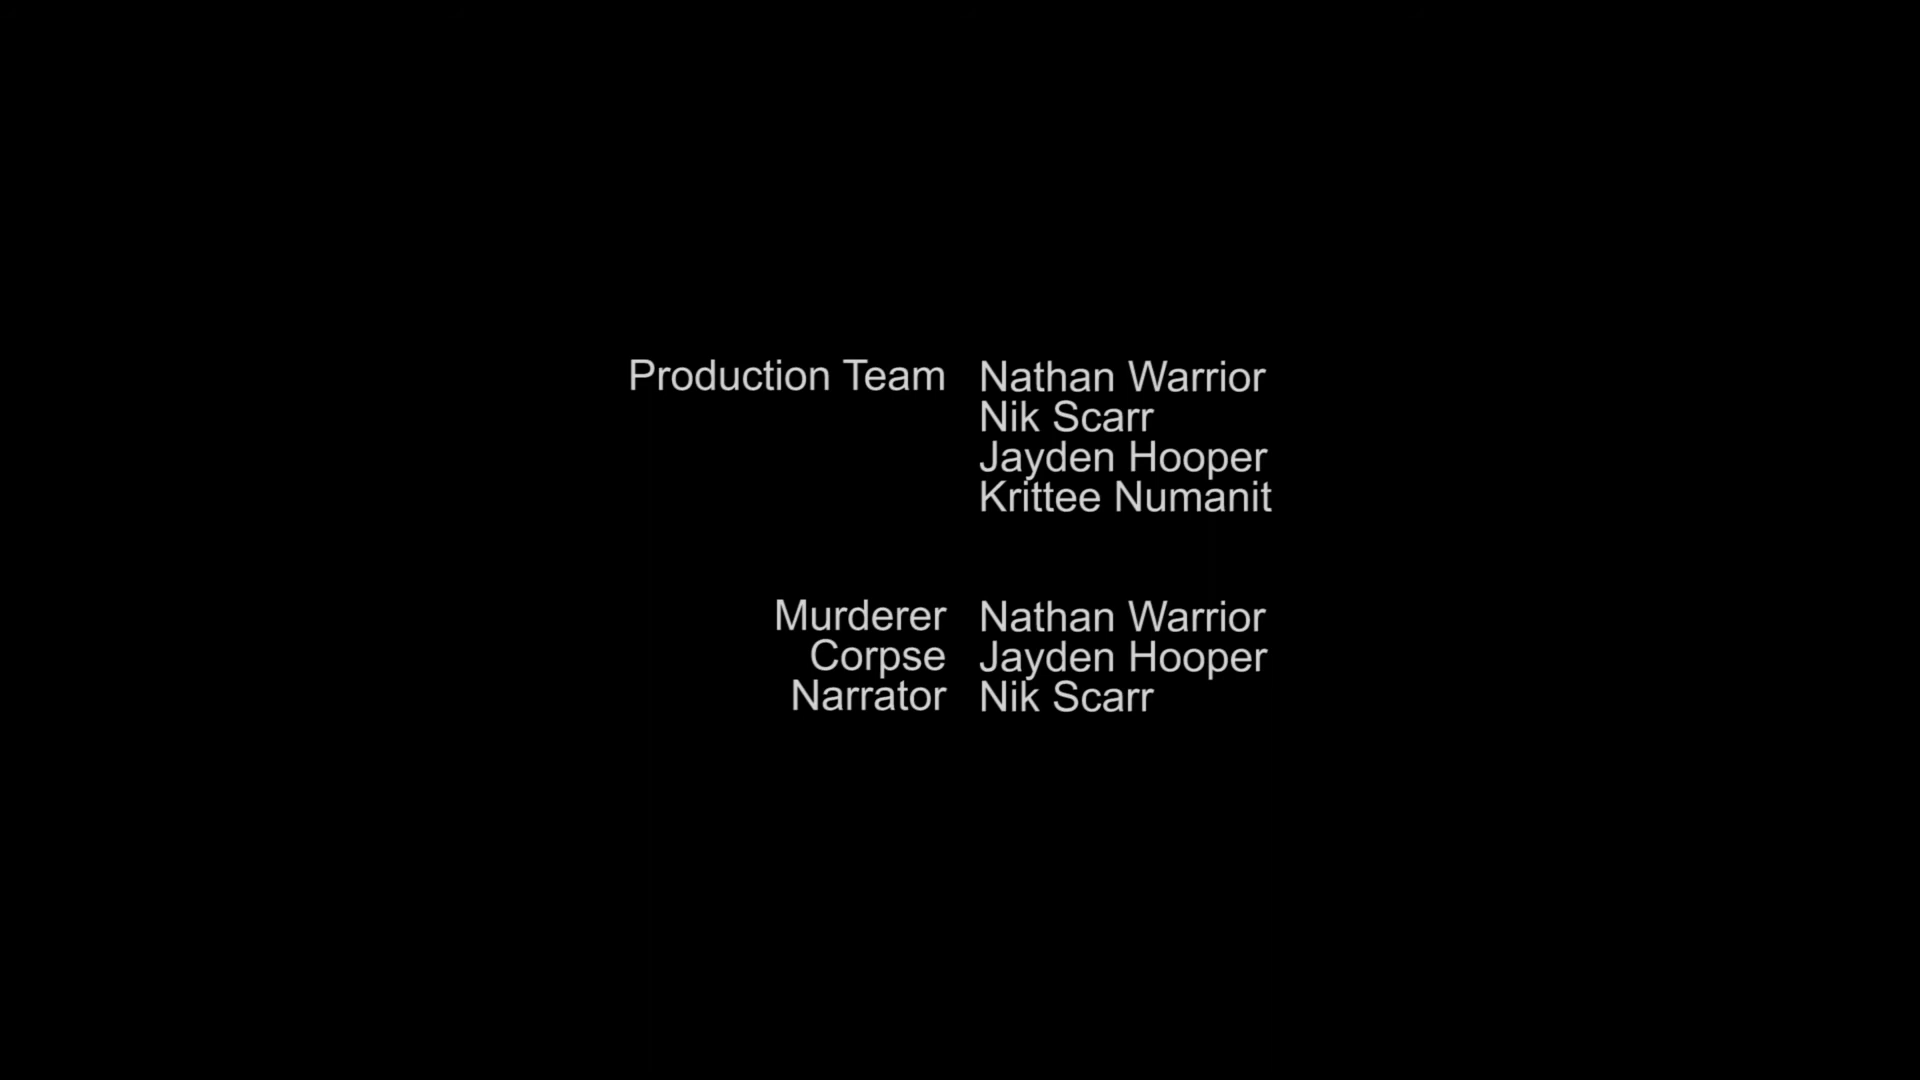 Production Team Nathan Warrior
Nik Scarr
Jayden Hooper
Krittee Numanit
Murderer Nathan Warrior
Corpse Jayden Hooper
Narrator Nik Scarr